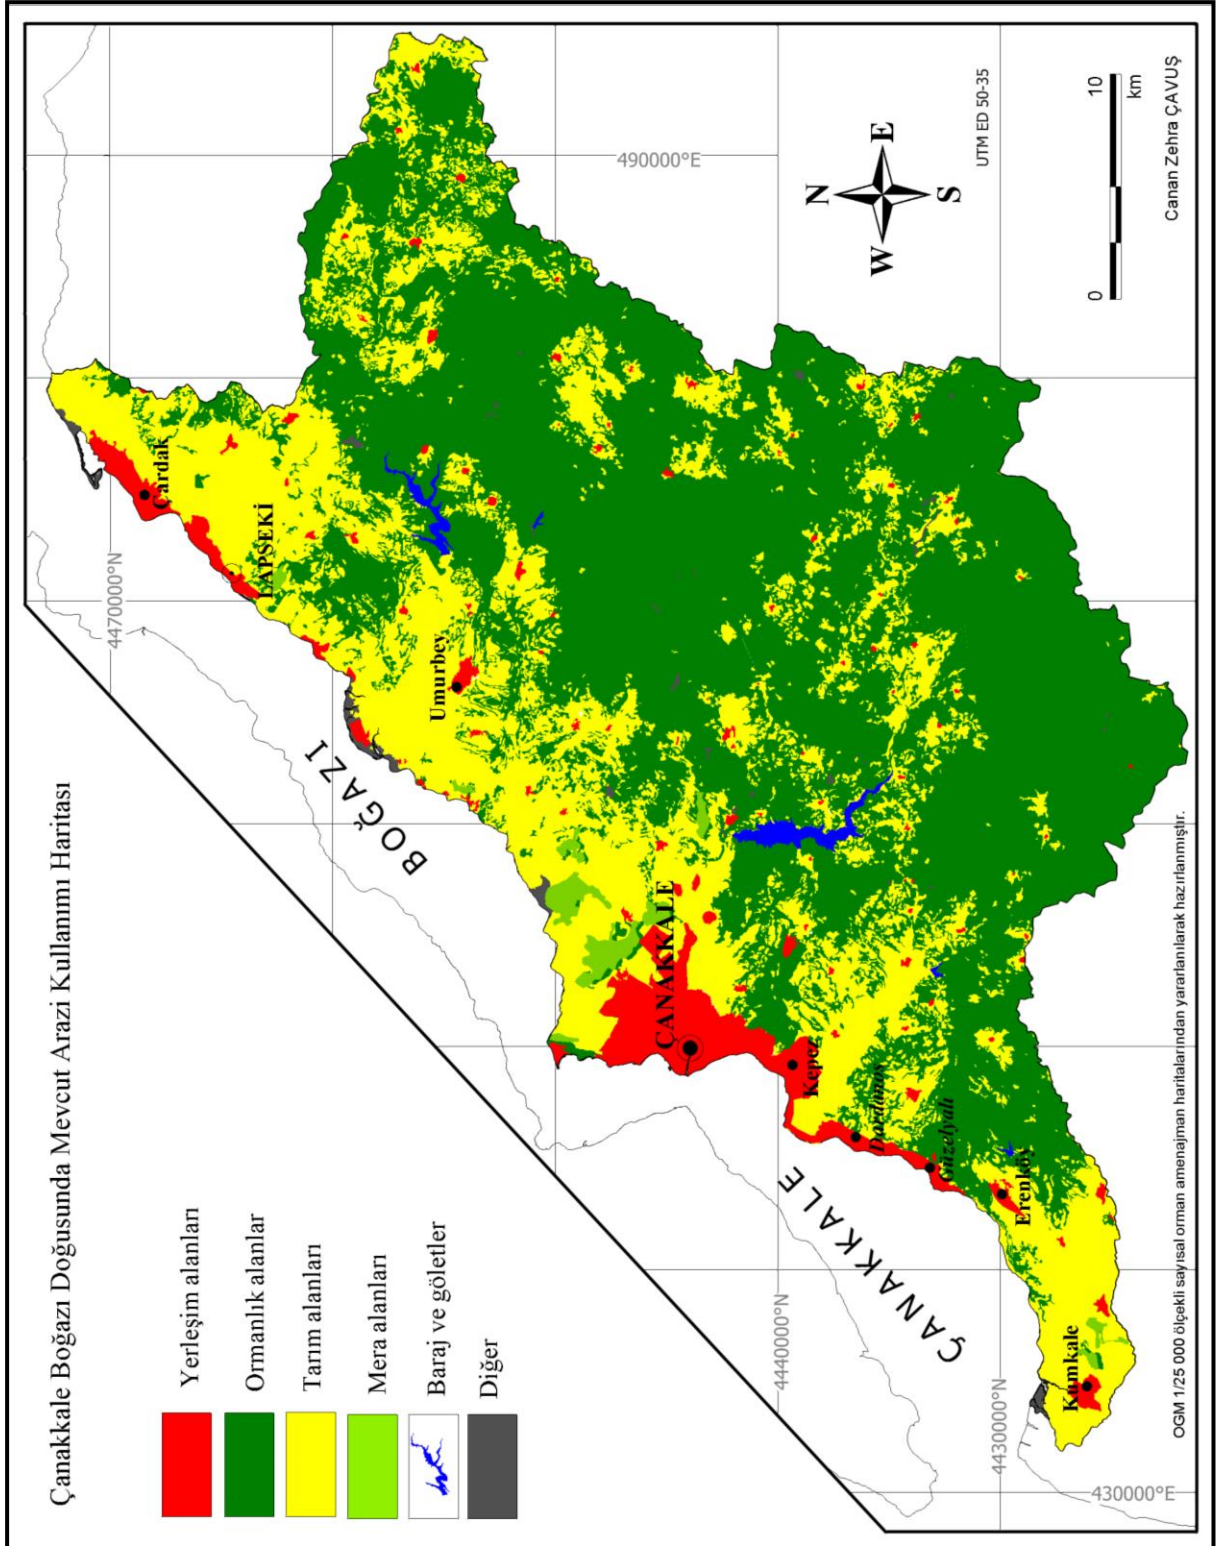 Çanakkale Boğazı Doğusunda Mevcut Arazi Kullanımı Haritası
Yerleşim alanları
Ormanlık alanlar
Tarım alanları
Mera alanları
Baraj ve göletler
Diğer
4470000°N
4440000°N
4430000°N
430000°E
490000°E
ÇANAKKALE
BOĞAZI
Çardak
LAPSEKİ
Umurbey
ÇANAKKALE
Kepez
Dardanos
Güzelyalı
Erenköy
Kumkale
N
W
E
S
UTM ED 50-35
0
10
km
Canan Zehra ÇAVUŞ
OGM 1/25 000 ölçekli sayısal orman amenajman haritalarından yararlanılarak hazırlanmıştır.